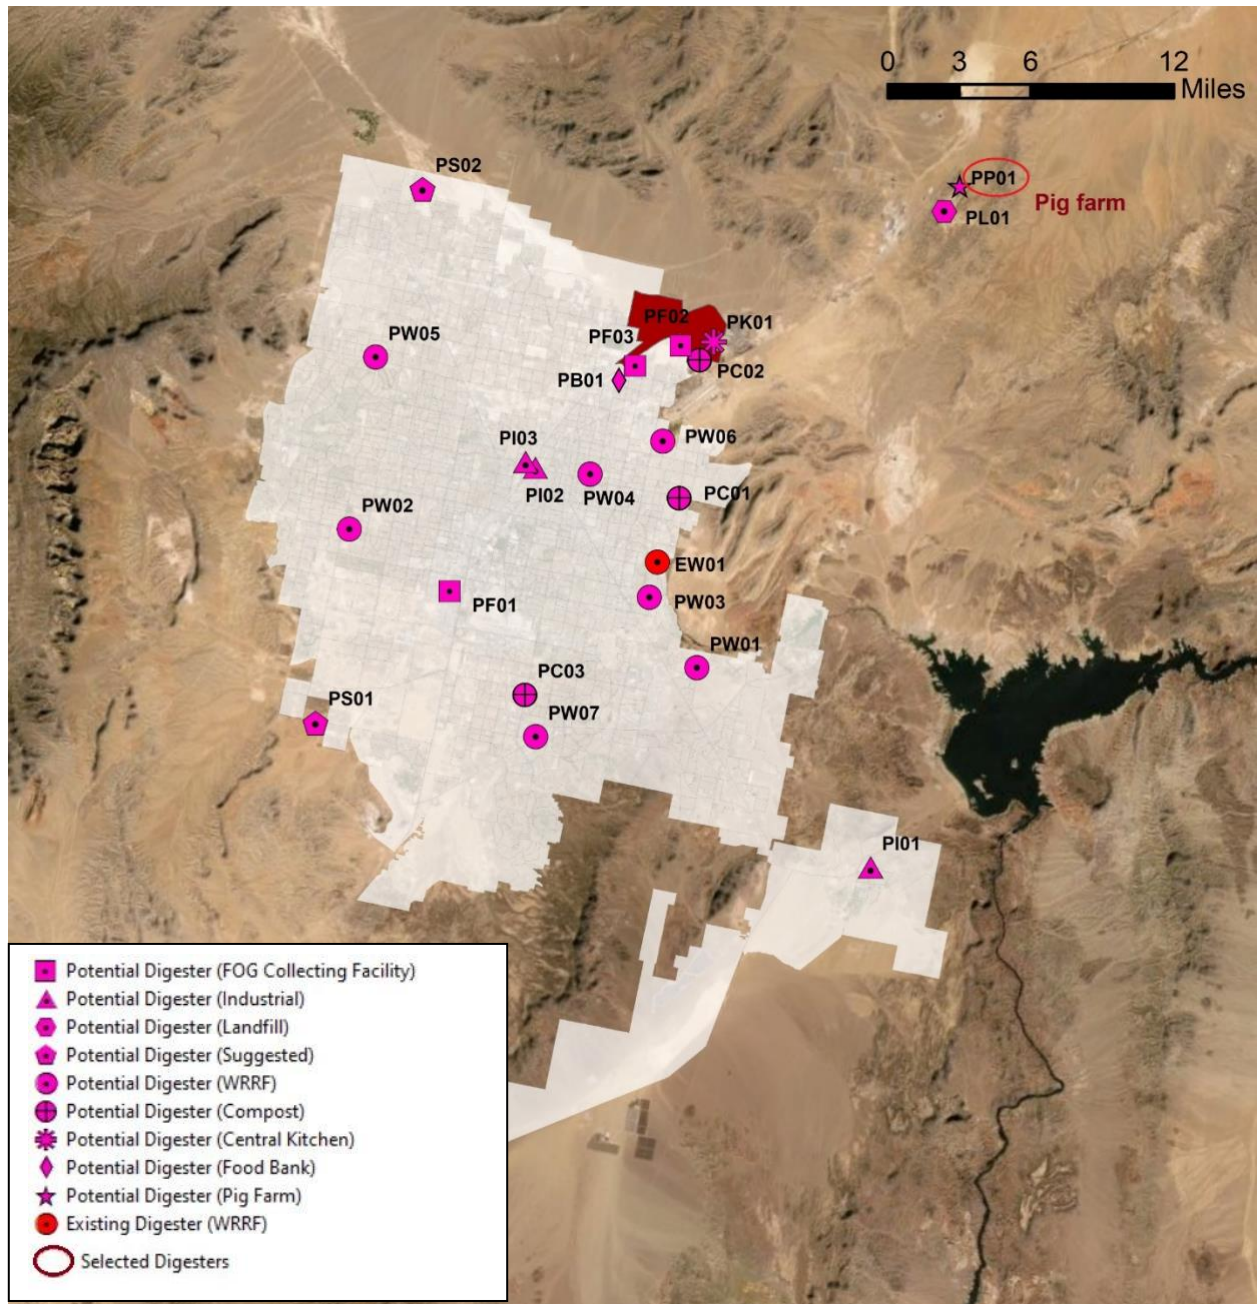 0 3 6 12
Miles
PS02
PP01
Pig farm
PL01
PF02
PK01
PF03
PW05
PC02
PB01
PI03
PW06
PI02
PW04
PC01
PW02
EW01
PF01
PW03
PW01
PC03
PS01
PW07
PI01
Potential Digester (FOG Collecting Facility)
Potential Digester (Industrial)
Potential Digester (Landfill)
Potential Digester (Suggested)
Potential Digester (WRRF)
Potential Digester (Compost)
Potential Digester (Central Kitchen)
Potential Digester (Food Bank)
Potential Digester (Pig Farm)
Existing Digester (WRRF)
Selected Digesters